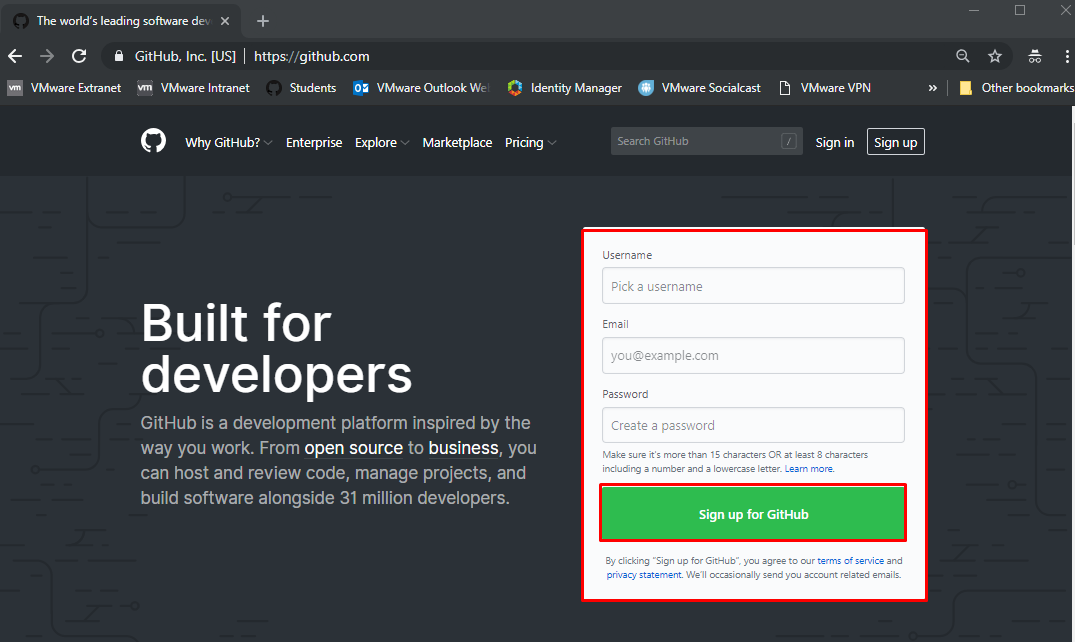 The world's leading software dev
GitHub, Inc. [US] | https://github.com
vm VMware Extranet vm VMware Intranet Students VMware Outlook We Identity Manager VMware Socialcast VMware VPN » Other bookmarks
Why GitHub? Enterprise Explore Marketplace Pricing Search GitHub / Sign in Sign up
Username
Pick a username
Email
you@example.com
Password
Create a password
Make sure it's more than 15 characters OR at least 8 characters
including a number and a lowercase letter. Learn more.
Sign up for GitHub
By clicking "Sign up for GitHub", you agree to our terms of service and
privacy statement. We'll occasionally send you account related emails.
Built for
developers
GitHub is a development platform inspired by the
way you work. From open source to business, you
can host and review code, manage projects, and
build software alongside 31 million developers.